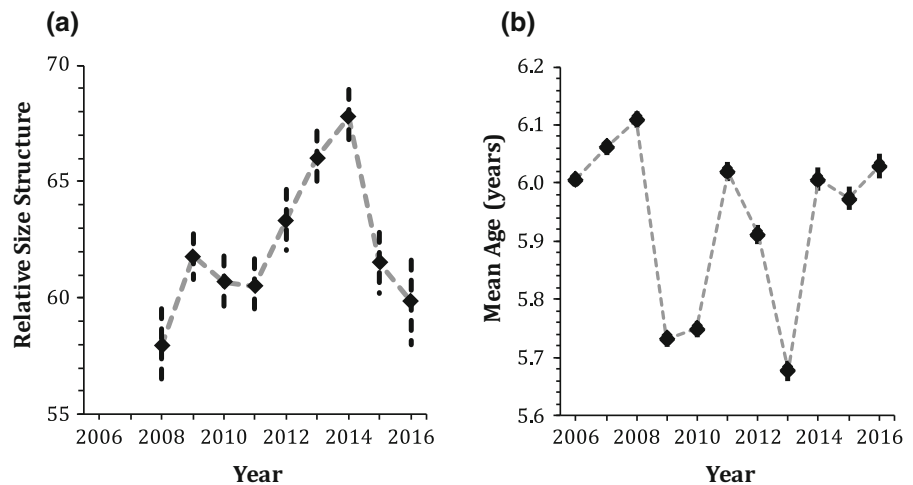 (a)
Relative Size Structure
70
65
60
55
2006 2008 2010 2012 2014 2016
Year
(b)
Mean Age (years)
6.2
6.1
6.0
5.9
5.8
5.7
5.6
2006 2008 2010 2012 2014 2016
Year